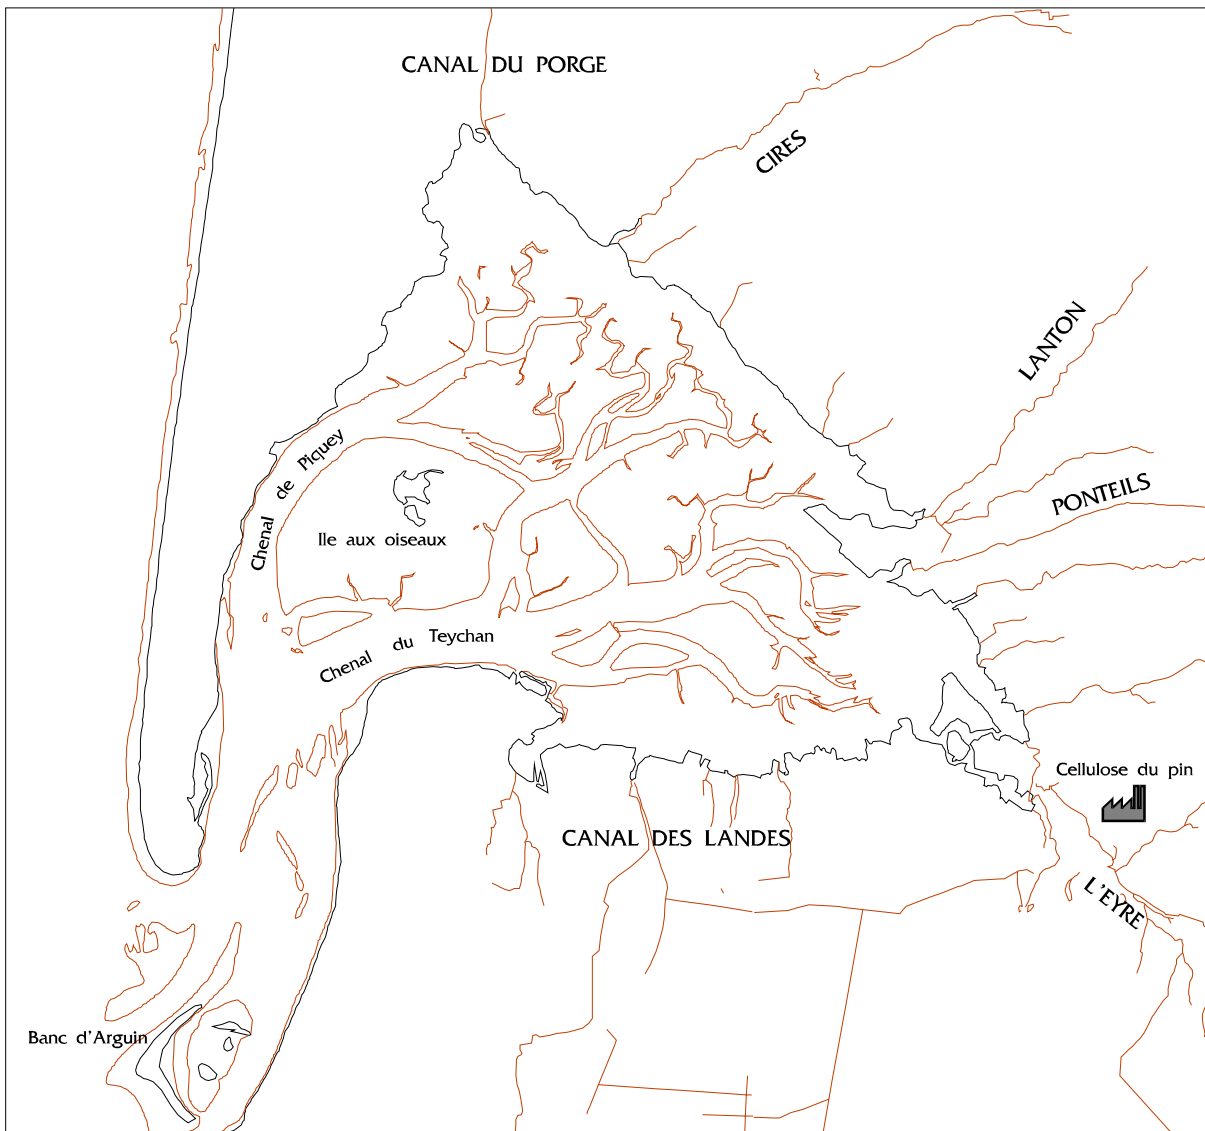 CANAL DU PORGE
CIRES
LANTON
Chenal de Piquey
PONTEILS
Ile aux oiseaux
Chenal du Teychan
Cellulose du pin
CANAL DES LANDES
L'EYRE
Banc d'Arguin